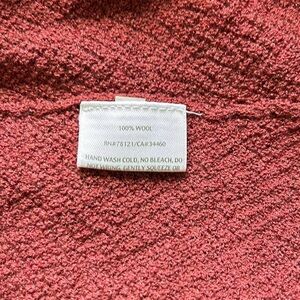 100% WOOL
RN#78121/CA#34460
HAND WASH COLD, NO BLEACH, DO
NOT WRING, GENTLY SQUEEZE OR